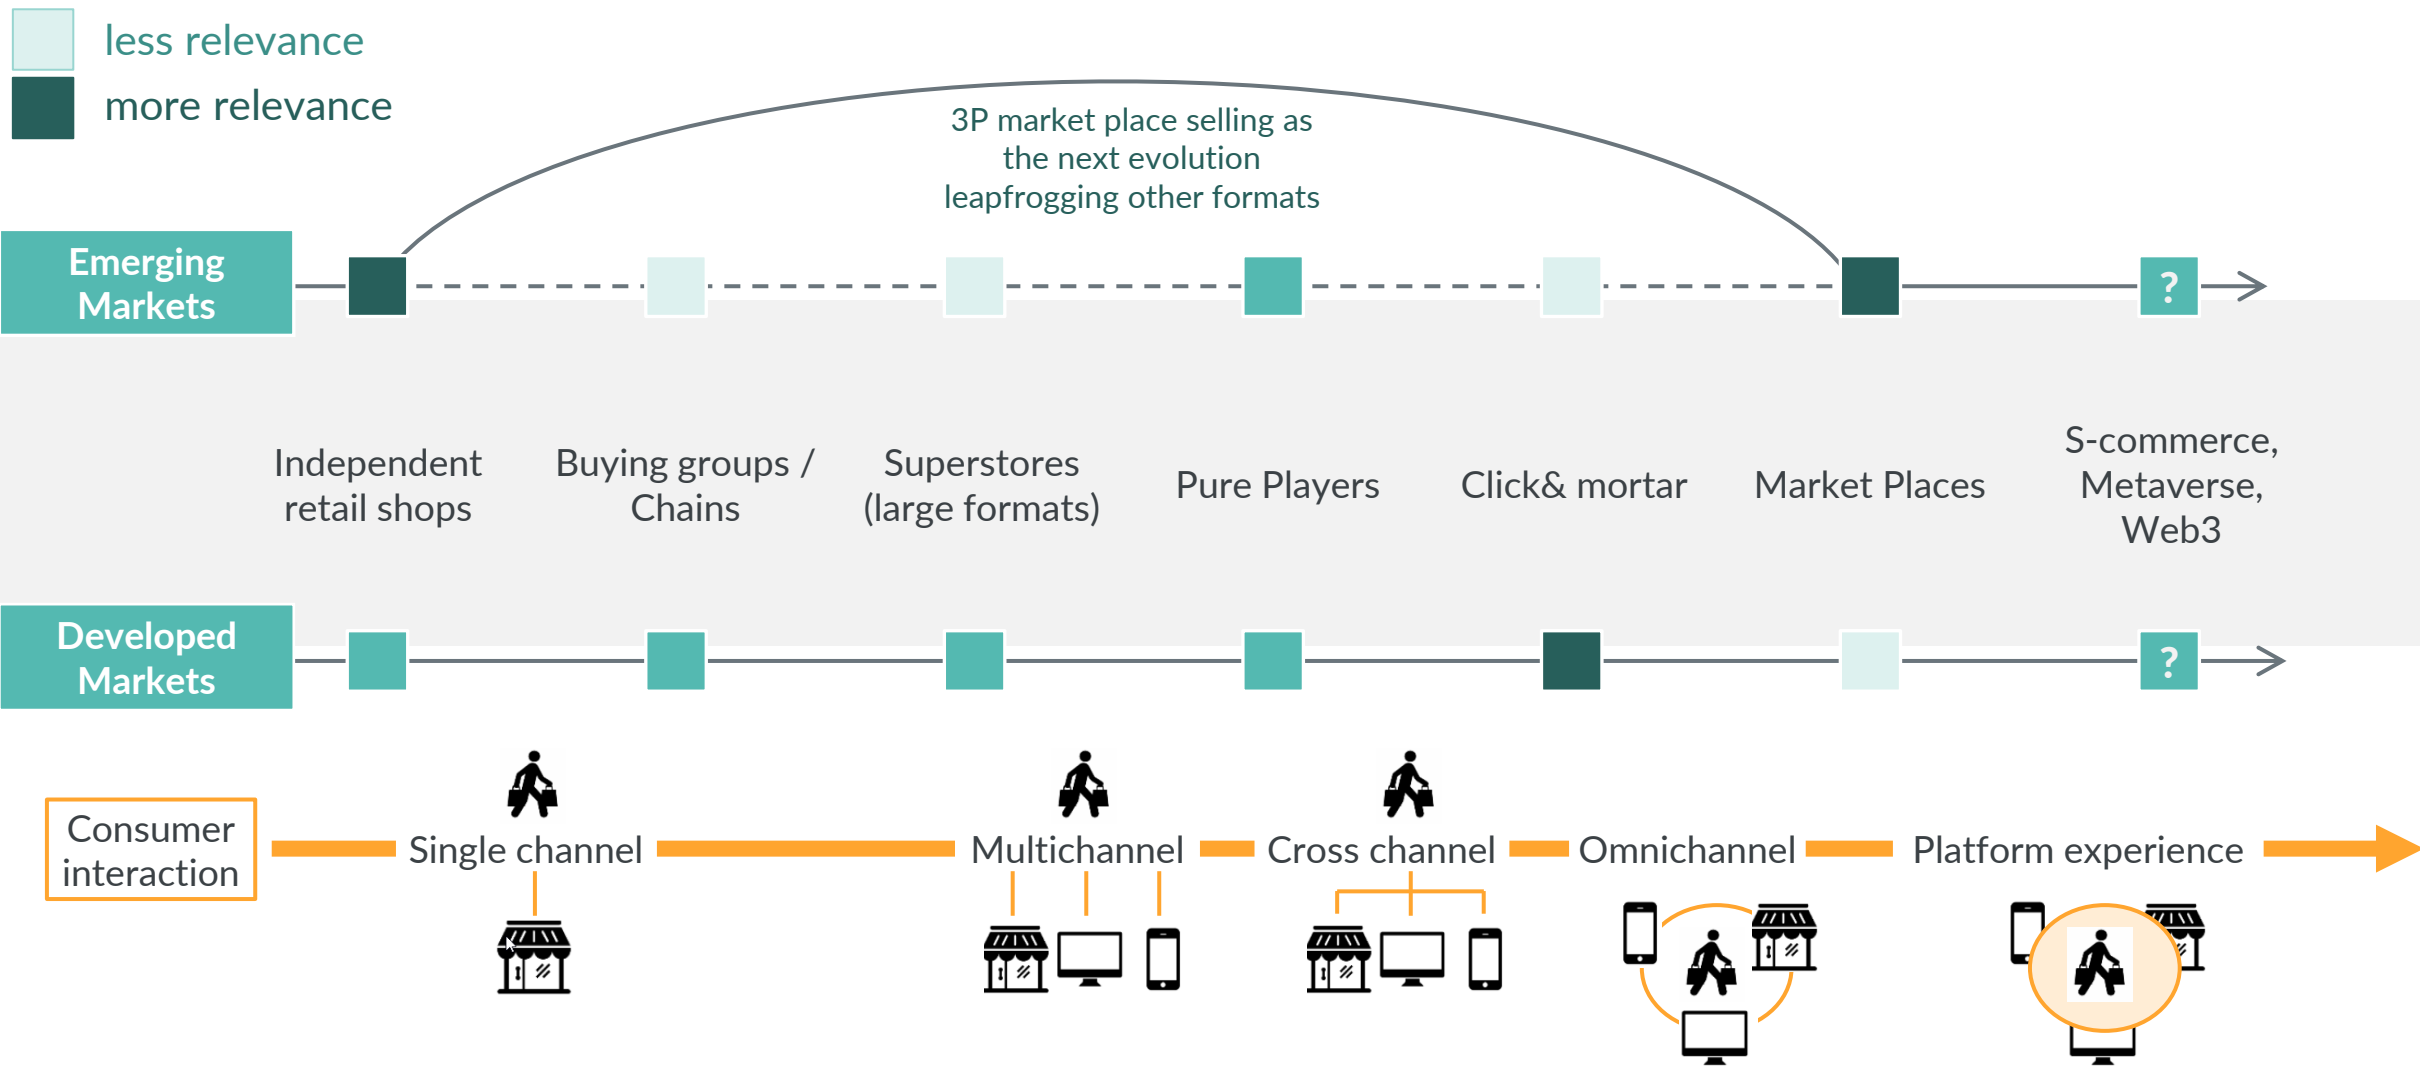 less relevance
more relevance
3P market place selling as
the next evolution
leapfrogging other formats
Emerging
Markets
?
Independent
retail shops
Buying groups /
Chains
Superstores
(large formats)
Pure Players
Click& mortar
Market Places
S-commerce,
Metaverse,
Web3
Developed
Markets
?
Consumer
interaction
Single channel
Multichannel
Cross channel
Omnichannel
Platform experience